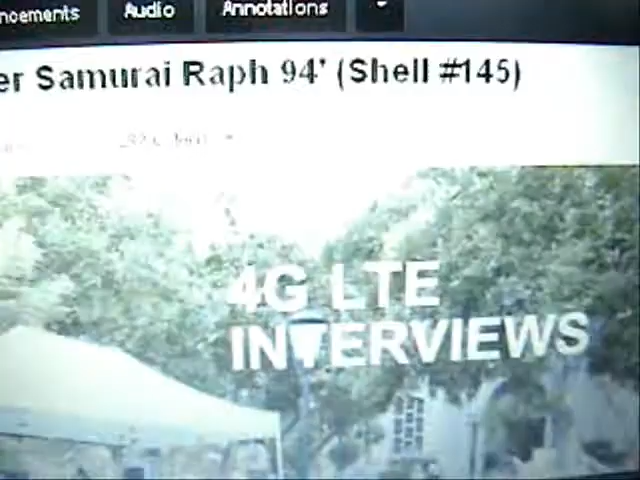 Audio
Annotations
er Samurai Raph 94' (Shell #145)
4G LTE
INTERVIEWS